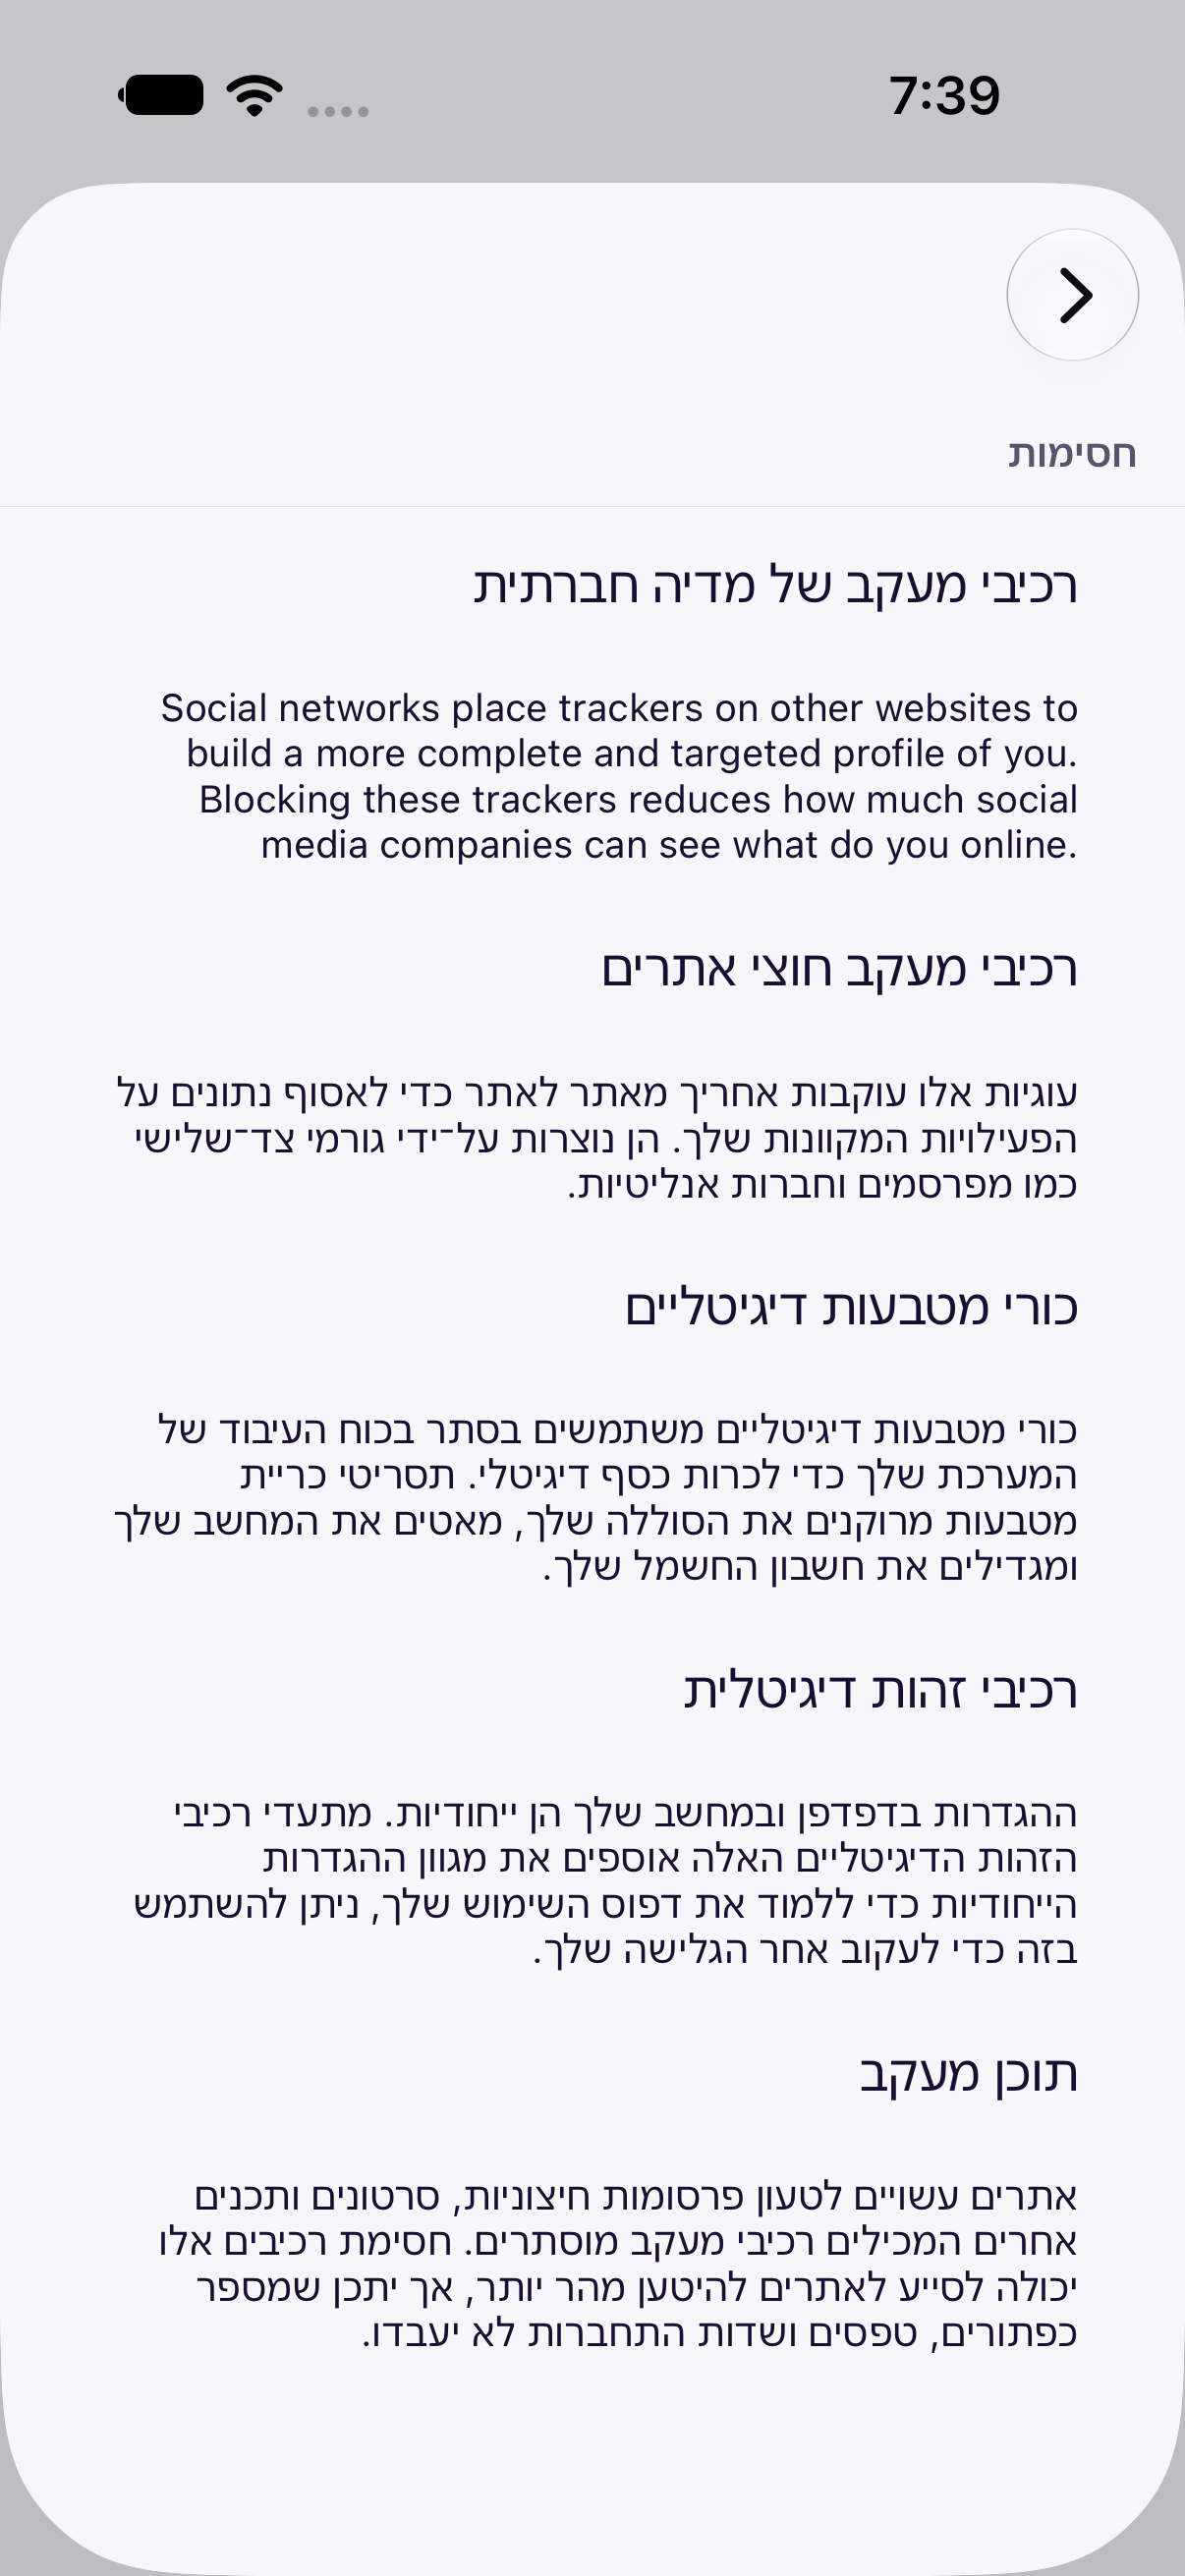 7:39
חסימות
רכיבי מעקב של מדיה חברתית
Social networks place trackers on other websites to
build a more complete and targeted profile of you.
Blocking these trackers reduces how much social
media companies can see what do you online.
רכיבי מעקב חוצי אתרים
עוגיות אלו עוקבות אחריך מאתר לאתר כדי לאסוף נתונים על
הפעילויות המקוונות שלך. הן נוצרות על־ידי גורמי צד־שלישי
כמו מפרסמים וחברות אנליטיות.
כורי מטבעות דיגיטליים
כורי מטבעות דיגיטליים משתמשים בסתר בכוח העיבוד של
המערכת שלך כדי לכרות כסף דיגיטלי. תסריטי כריית
מטבעות מרוקנים את הסוללה שלך, מאטים את המחשב שלך
ומגדילים את חשבון החשמל שלך.
רכיבי זהות דיגיטלית
ההגדרות בדפדפן ובמחשב שלך הן ייחודיות. מתעדי רכיבי
הזהות הדיגיטליים האלה אוספים את מגוון ההגדרות
הייחודיות כדי ללמוד את דפוס השימוש שלך, ניתן להשתמש
בזה כדי לעקוב אחר הגלישה שלך.
תוכן מעקב
אתרים עשויים לטעון פרסומות חיצוניות, סרטונים ותכנים
אחרים המכילים רכיבי מעקב מוסתרים. חסימת רכיבים אלו
יכולה לסייע לאתרים להיטען מהר יותר, אך יתכן שמספר
כפתורים, טפסים ושדות התחברות לא יעבדו.